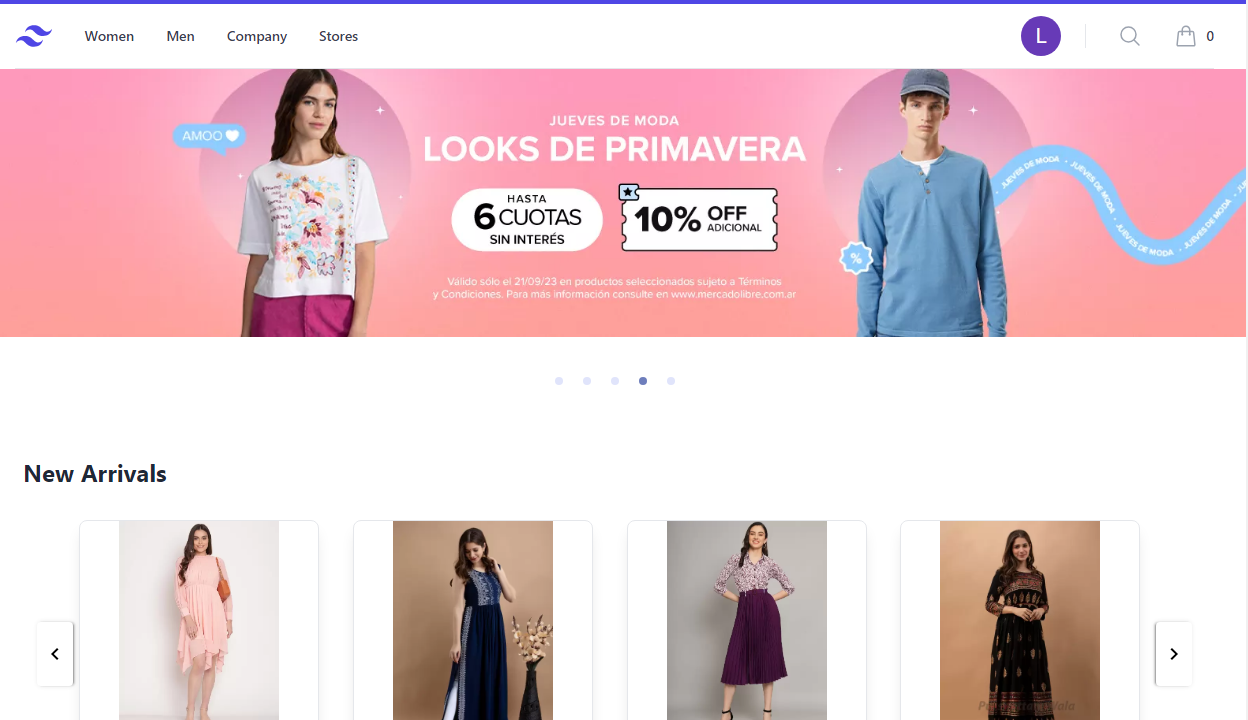 Women
Men
Company
Stores
L
0
AMOO
JUEVES DE MODA
LOOKS DE PRIMAVERA
HASTA
6 CUOTAS
SIN INTERÉS
10% OFF
ADICIONAL
Válido sólo el 21/09/23 en productos seleccionados sujeto a Términos
y Condiciones. Para más información consulte en www.mercadolibre.com.ar
%
JUEVES DE MODA · JUEVES DE MODA · JUEVES DE MODA · JUEVES DE MODA
New Arrivals